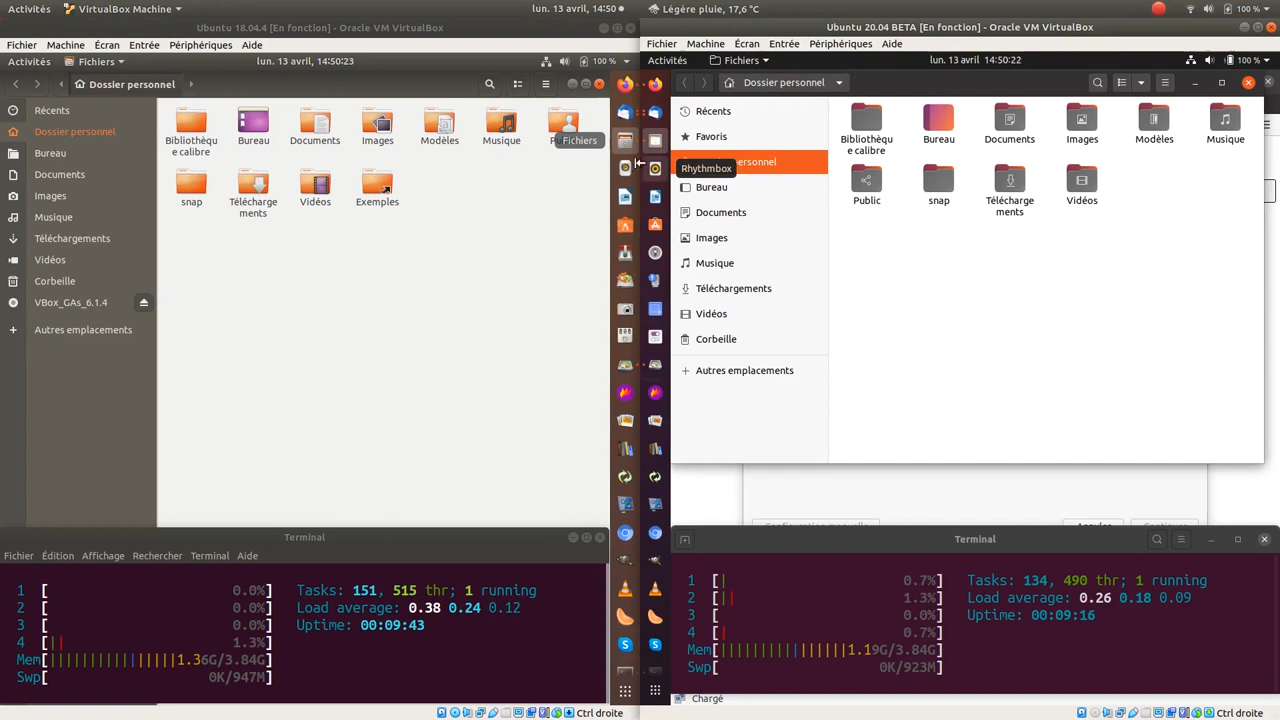 Activités
VirtualBox Machine
lun. 13 avril, 14:50
Légère pluie, 17,6 °C
100 %
Ubuntu 18.04.4 [En fonction] - Oracle VM VirtualBox
Fichier Machine Écran Entrée Périphériques Aide
Activités
Fichiers
lun. 13 avril, 14:50:23
100 %
Dossier personnel
Récents
Dossier personnel
Bureau
Documents
Images
Musique
Téléchargements
Vidéos
Corbeille
VBox_GAs_6.1.4
Autres emplacements
Bibliothèqu
e calibre
Bureau
Documents
Images
Modèles
Musique
Fichiers
snap
Télécharge
ments
Vidéos
Exemples
Terminal
Fichier Édition Affichage Rechercher Terminal Aide
1 [ 0.0%]
2 [ 0.0%]
3 [ 0.0%]
4 [|| 1.3%]
Mem[||||||||||||||||1.36G/3.84G]
Swp[ 0K/947M]
Tasks: 151, 515 thr; 1 running
Load average: 0.38 0.24 0.12
Uptime: 00:09:43
Ctrl droite
Ubuntu 20.04 BETA [En fonction] - Oracle VM VirtualBox
Fichier Machine Écran Entrée Périphériques Aide
Activités
Fichiers
lun. 13 avril 14:50:22
100 %
Dossier personnel
Récents
Favoris
personnel
Rhythmbox
Bureau
Documents
Images
Musique
Téléchargements
Vidéos
Corbeille
Autres emplacements
Bibliothèqu
e calibre
Bureau
Documents
Images
Modèles
Musique
Public
snap
Télécharge
ments
Vidéos
Terminal
1 [| 0.7%]
2 [|| 1.3%]
3 [ 0.0%]
4 [| 0.7%]
Mem[||||||||||||||||1.19G/3.84G]
Swp[ 0K/923M]
Tasks: 134, 490 thr; 1 running
Load average: 0.26 0.18 0.09
Uptime: 00:09:16
Chargé
Ctrl droite